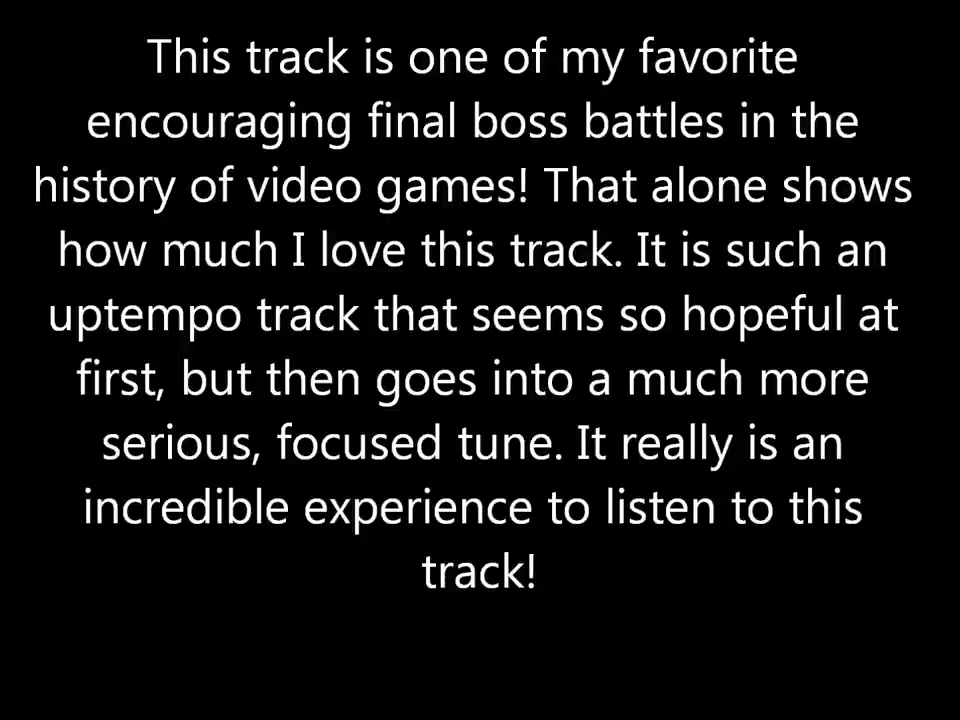 This track is one of my favorite
encouraging final boss battles in the
history of video games! That alone shows
how much I love this track. It is such an
uptempo track that seems so hopeful at
first, but then goes into a much more
serious, focused tune. It really is an
incredible experience to listen to this
track!